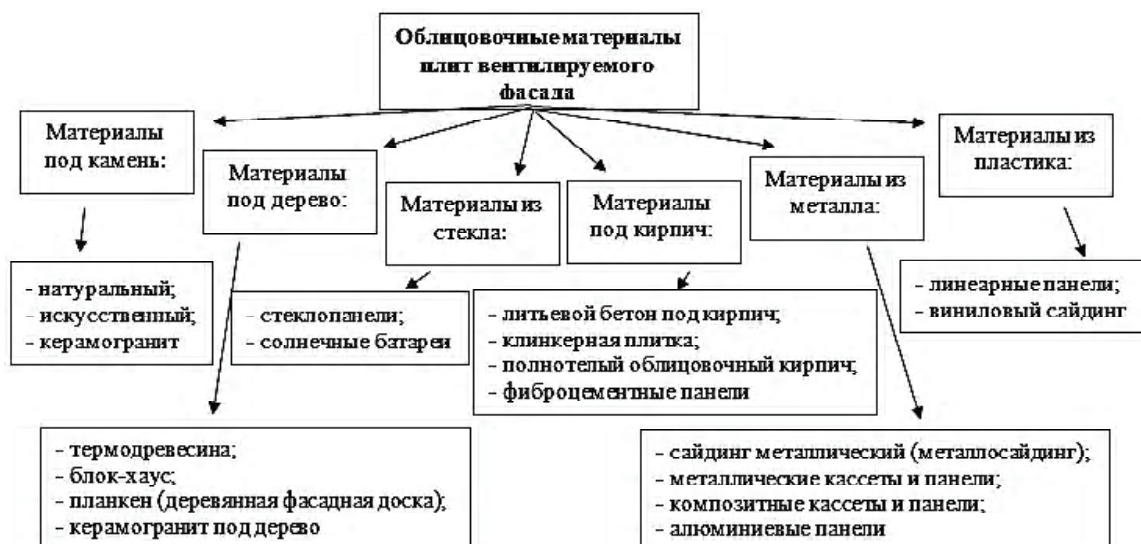 Облицовочные материалы
плит вентилируемого
фасада
Материалы
под камень:
Материалы
под дерево:
Материалы из
стекла:
Материалы
под кирпич:
Материалы из
металла:
Материалы из
пластика:
- натуральный;
- искусственный;
- керамогранит
- стеклопанели;
- солнечные батареи
- литьевой бетон под кирпич;
- клинкерная плитка;
- полнотелый облицовочный кирпич;
- фиброцементные панели
- линеарные панели;
- виниловый сайдинг
- термодревесина;
- блок-хаус;
- планкен (деревянная фасадная доска);
- керамогранит под дерево
- сайдинг металлический (металлосайдинг);
- металлические кассеты и панели;
- композитные кассеты и панели;
- алюминиевые панели